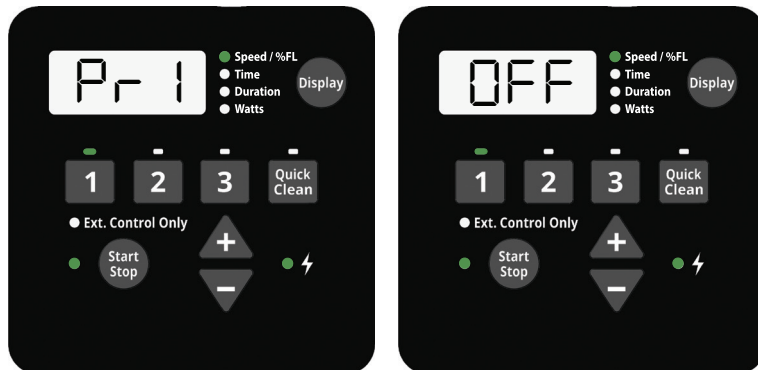 Pr 1
Speed / %FL
Time
Duration
Watts
Display
1 2 3 Quick Clean
Ext. Control Only
Start Stop
+
−
OFF
Speed / %FL
Time
Duration
Watts
Display
1 2 3 Quick Clean
Ext. Control Only
Start Stop
+
−